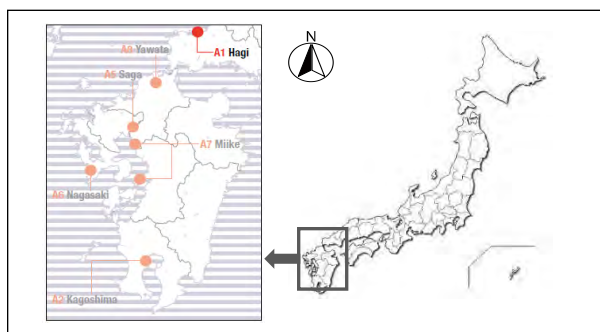 A8 Yawata
A1 Hagi
A5 Saga
A7 Miike
A6 Nagasaki
A2 Kagoshima
N